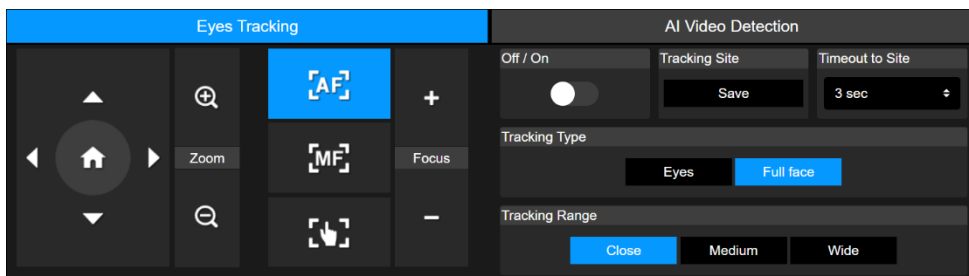 Eyes Tracking
AI Video Detection
Off / On
Tracking Site
Timeout to Site
AF
Save
3 sec
Tracking Type
Zoom
MF
Focus
Eyes
Full face
Tracking Range
Close
Medium
Wide